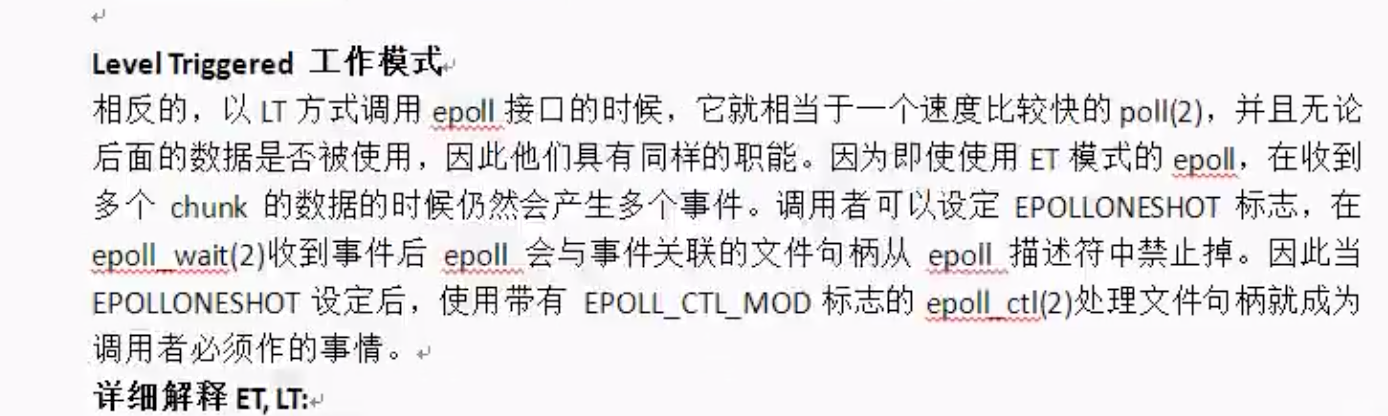 Level Triggered 工作模式
相反的，以 LT 方式调用 epoll 接口的时候，它就相当于一个速度比较快的 poll(2)，并且无论
后面的数据是否被使用，因此他们具有同样的职能。因为即使使用 ET 模式的 epoll，在收到
多个 chunk 的数据的时候仍然会产生多个事件。调用者可以设定 EPOLLONESHOT 标志，在
epoll_wait(2)收到事件后 epoll 会与事件关联的文件句柄从 epoll 描述符中禁止掉。因此当
EPOLLONESHOT 设定后，使用带有 EPOLL_CTL_MOD 标志的 epoll_ctl(2)处理文件句柄就成为
调用者必须作的事情。
详细解释 ET, LT: